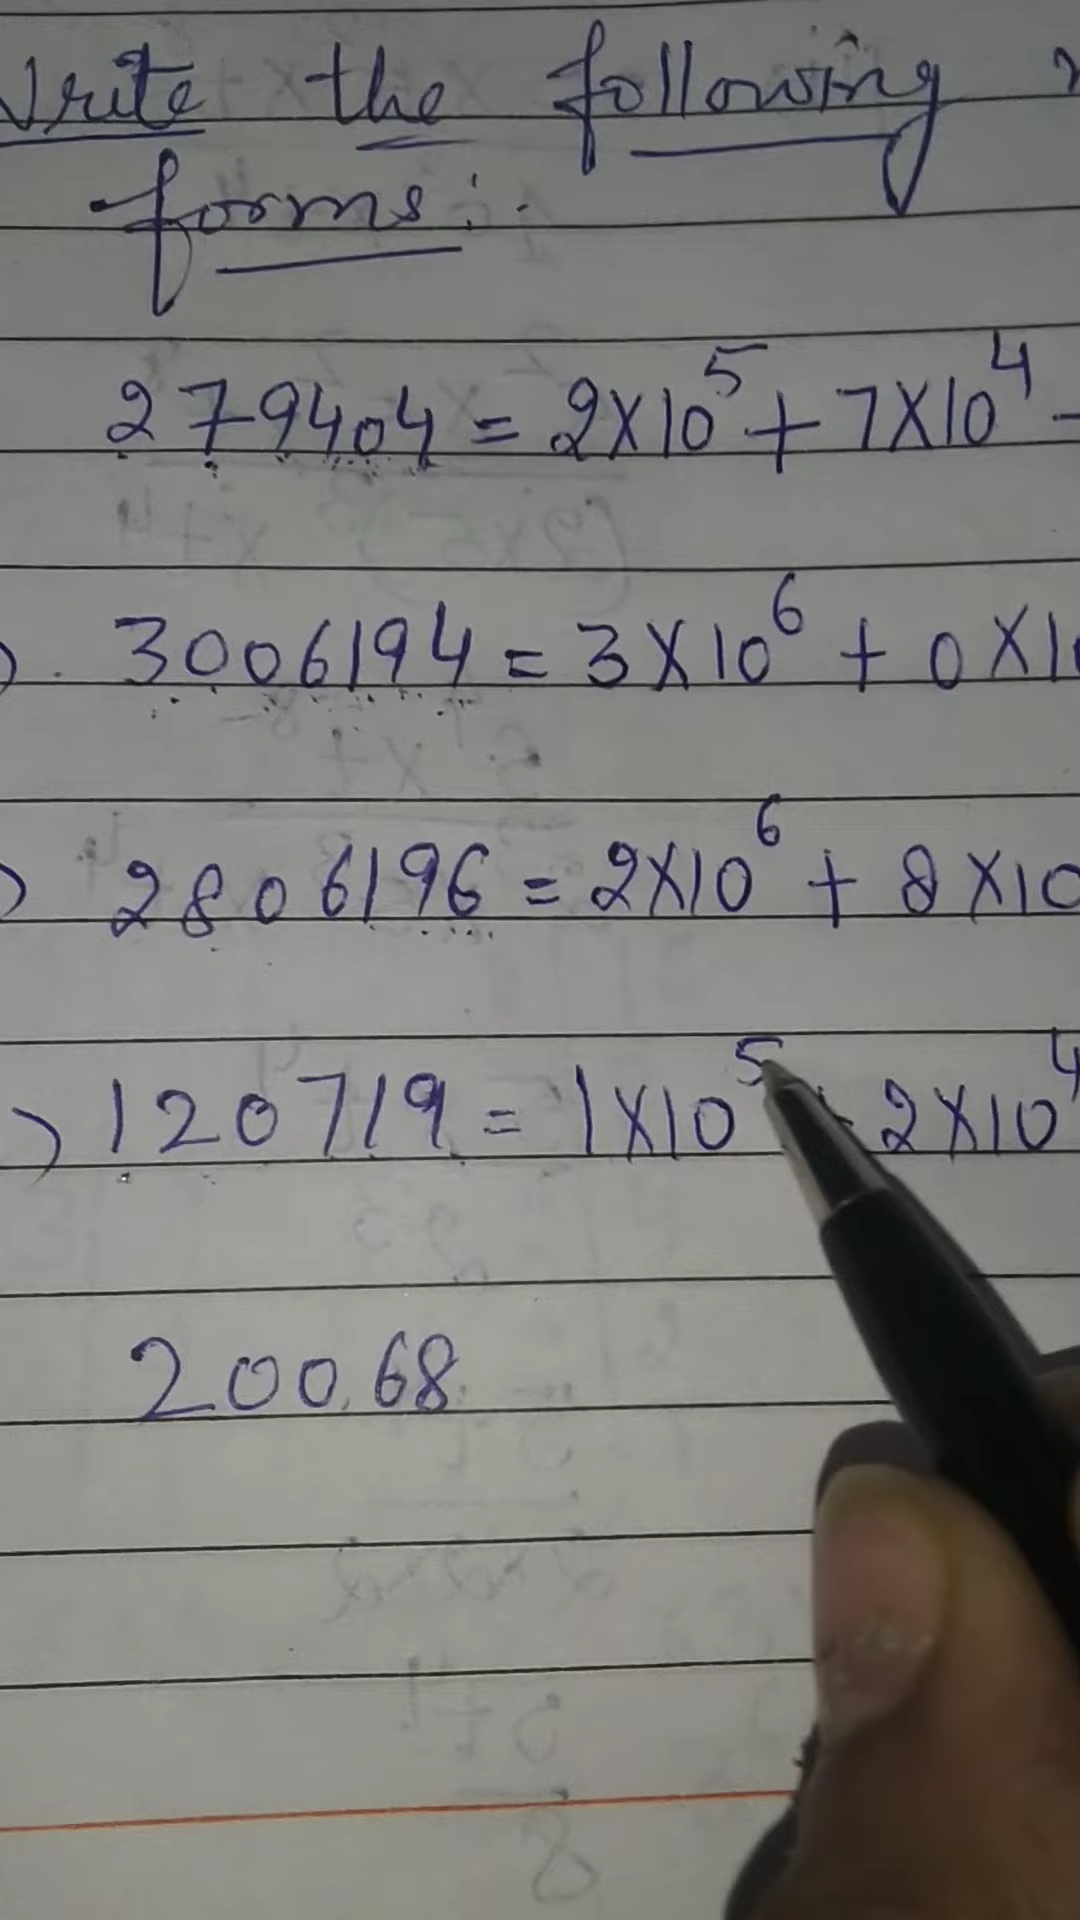 Write the following
forms:
279404 = 2×10⁵ + 7×10⁴
3006194 = 3×10⁶ + 0×10
2806196 = 2×10⁶ + 8×10
120719 = 1×10⁵ + 2×10⁴
20068